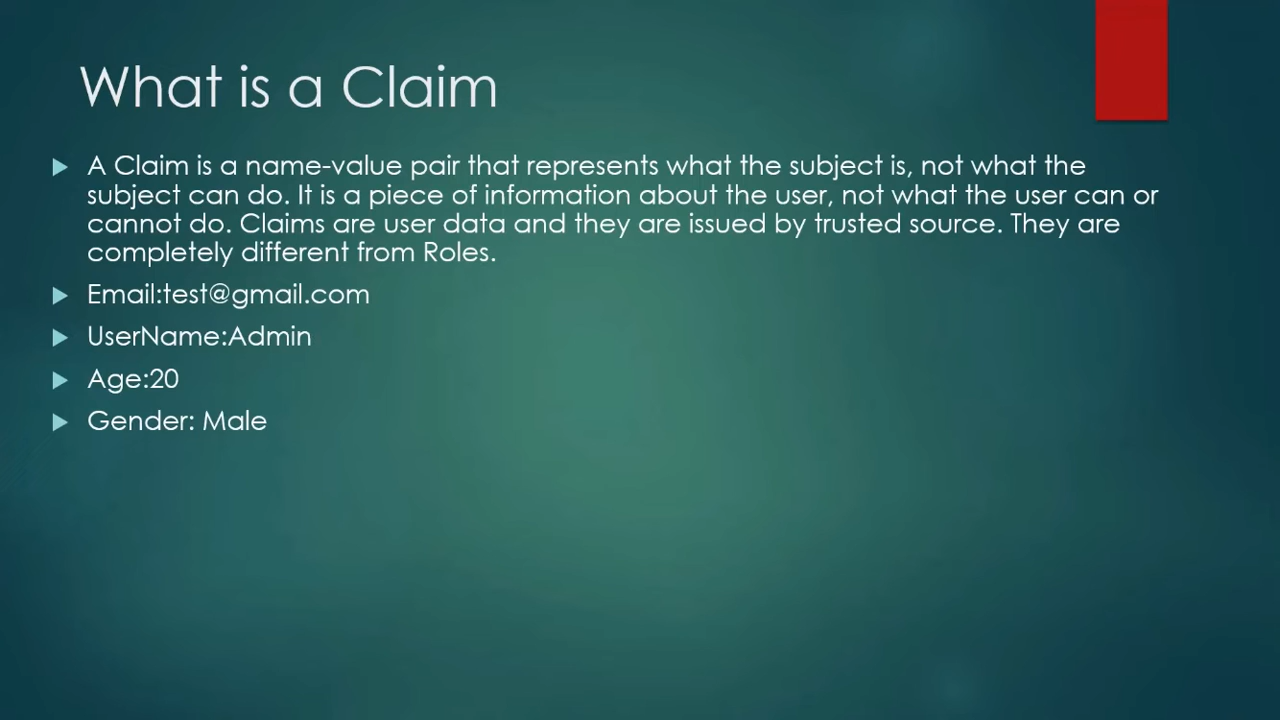 What is a Claim
A Claim is a name-value pair that represents what the subject is, not what the
subject can do. It is a piece of information about the user, not what the user can or
cannot do. Claims are user data and they are issued by trusted source. They are
completely different from Roles.
Email:test@gmail.com
UserName:Admin
Age:20
Gender: Male